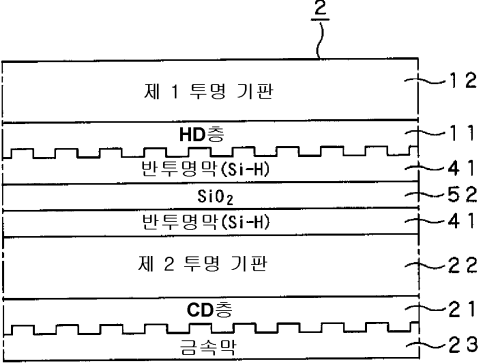 2
제 1 투명 기판 12
HD층 11
반투명막(Si-H) 41
SiO₂ 52
반투명막(Si-H) 41
제 2 투명 기판 22
CD층 21
금속막 23